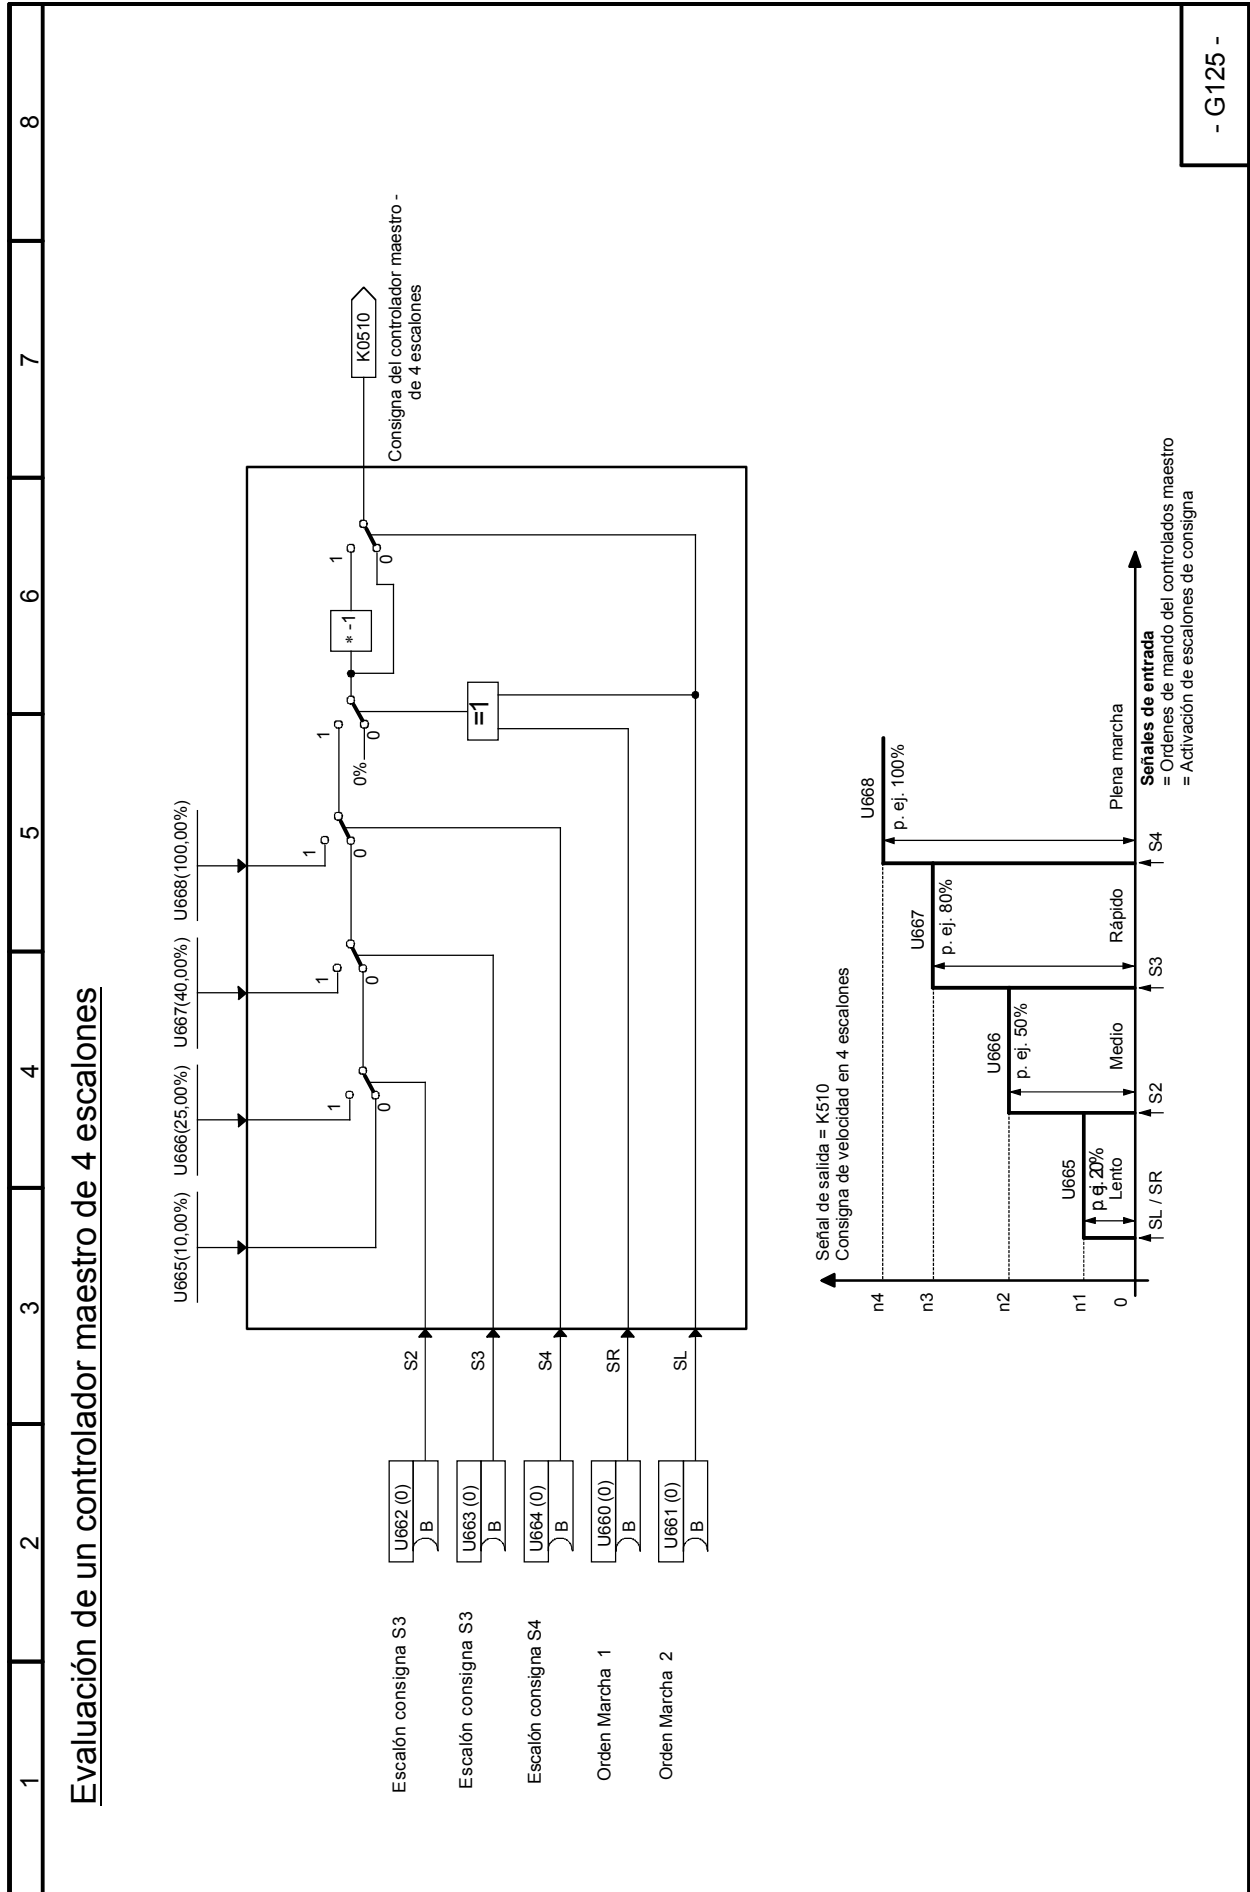 1 2 3 4 5 6 7 8
Evaluación de un controlador maestro de 4 escalones
U665(10,00%)
U666(25,00%)
U667(40,00%)
U668(100,00%)
1
0
1
0
1
0
1
0
0%
* -1
1
0
=1
K0510
Consigna del controlador maestro -
de 4 escalones
Escalón consigna S3
U662 (0)
B
S2
Escalón consigna S3
U663 (0)
B
S3
Escalón consigna S4
U664 (0)
B
S4
Orden Marcha 1
U660 (0)
B
SR
Orden Marcha 2
U661 (0)
B
SL
Señal de salida = K510
Consigna de velocidad en 4 escalones
n4
n3
n2
n1
0
U665
p. ej. 20%
Lento
U666
p. ej. 50%
Medio
U667
p. ej. 80%
Rápido
U668
p. ej. 100%
Plena marcha
SL / SR
S2
S3
S4
Señales de entrada
= Ordenes de mando del controlados maestro
= Activación de escalones de consigna
- G125 -